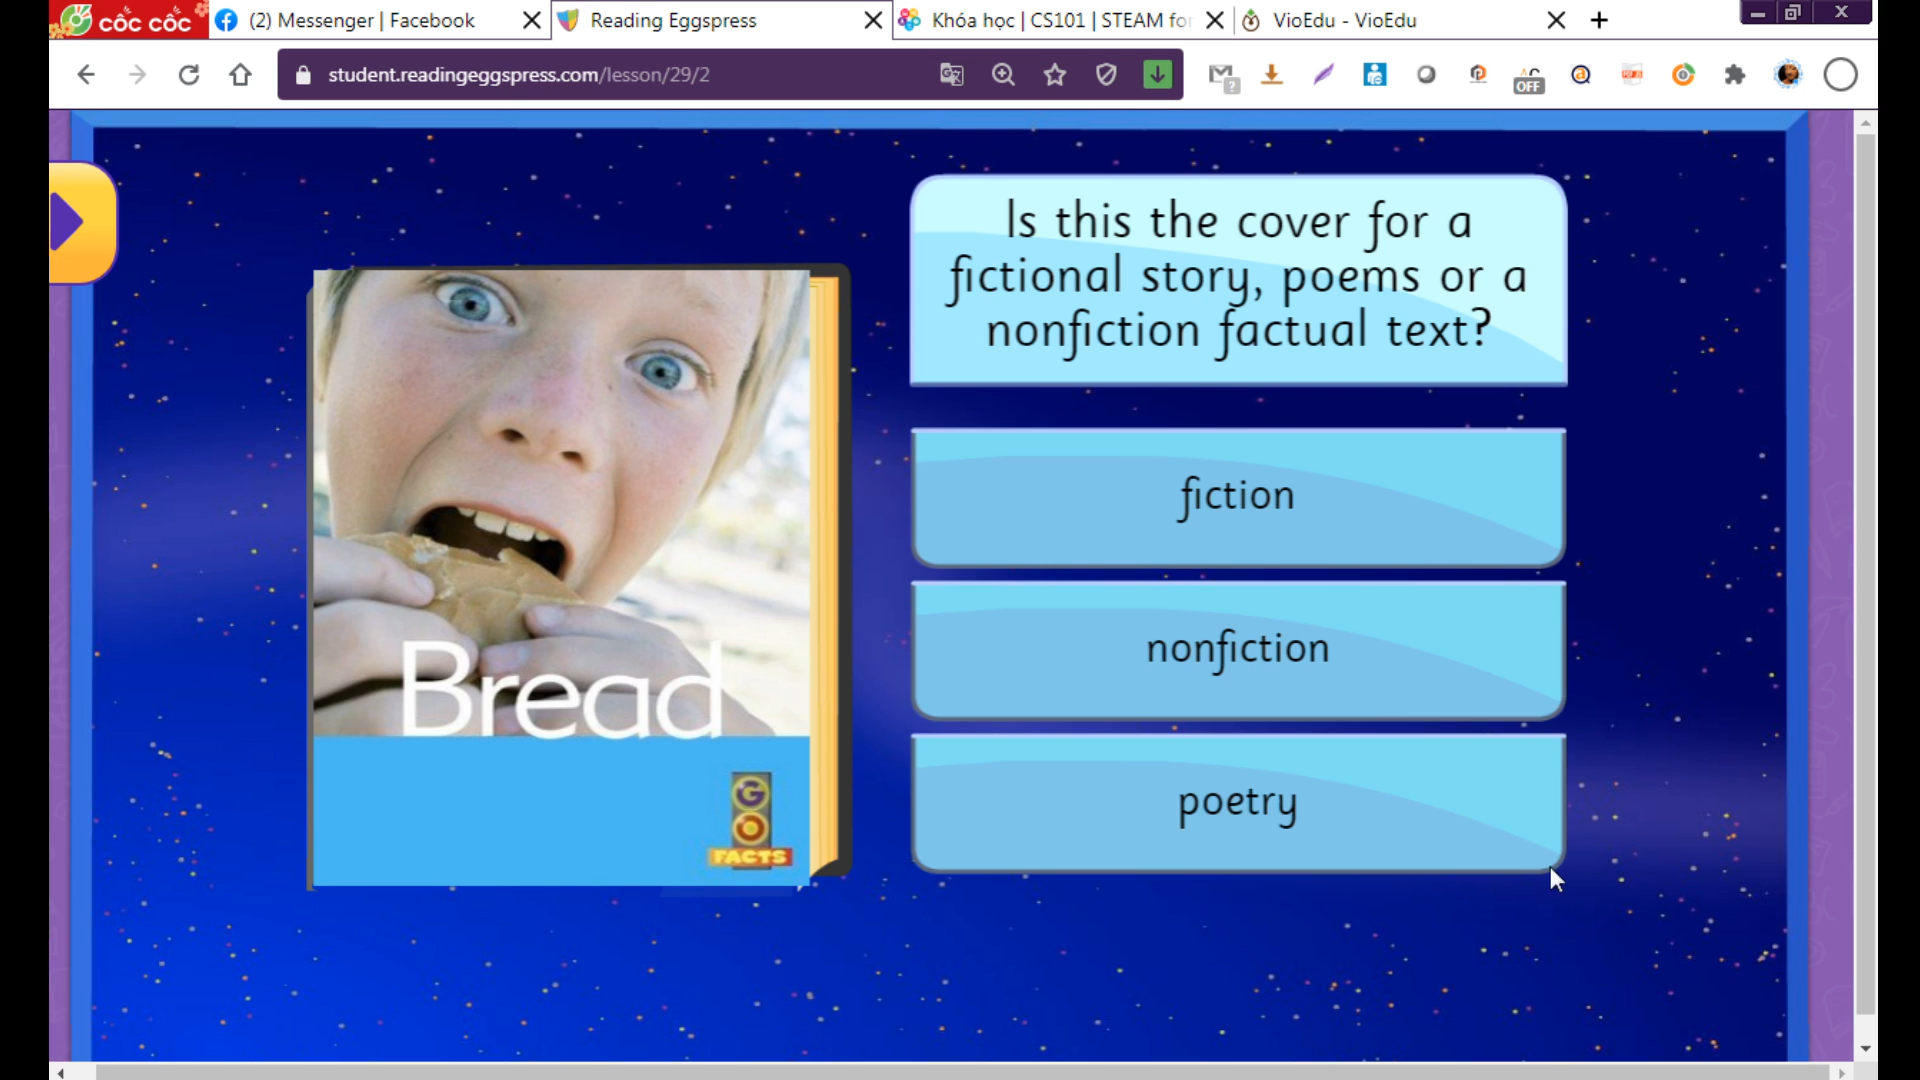 cốc cốc
(2) Messenger | Facebook
Reading Eggspress
Khóa học | CS101 | STEAM for
VioEdu - VioEdu
student.readingeggspress.com/lesson/29/2
OFF
Is this the cover for a
fictional story, poems or a
nonfiction factual text?
fiction
nonfiction
poetry
Bread
GO
FACTS